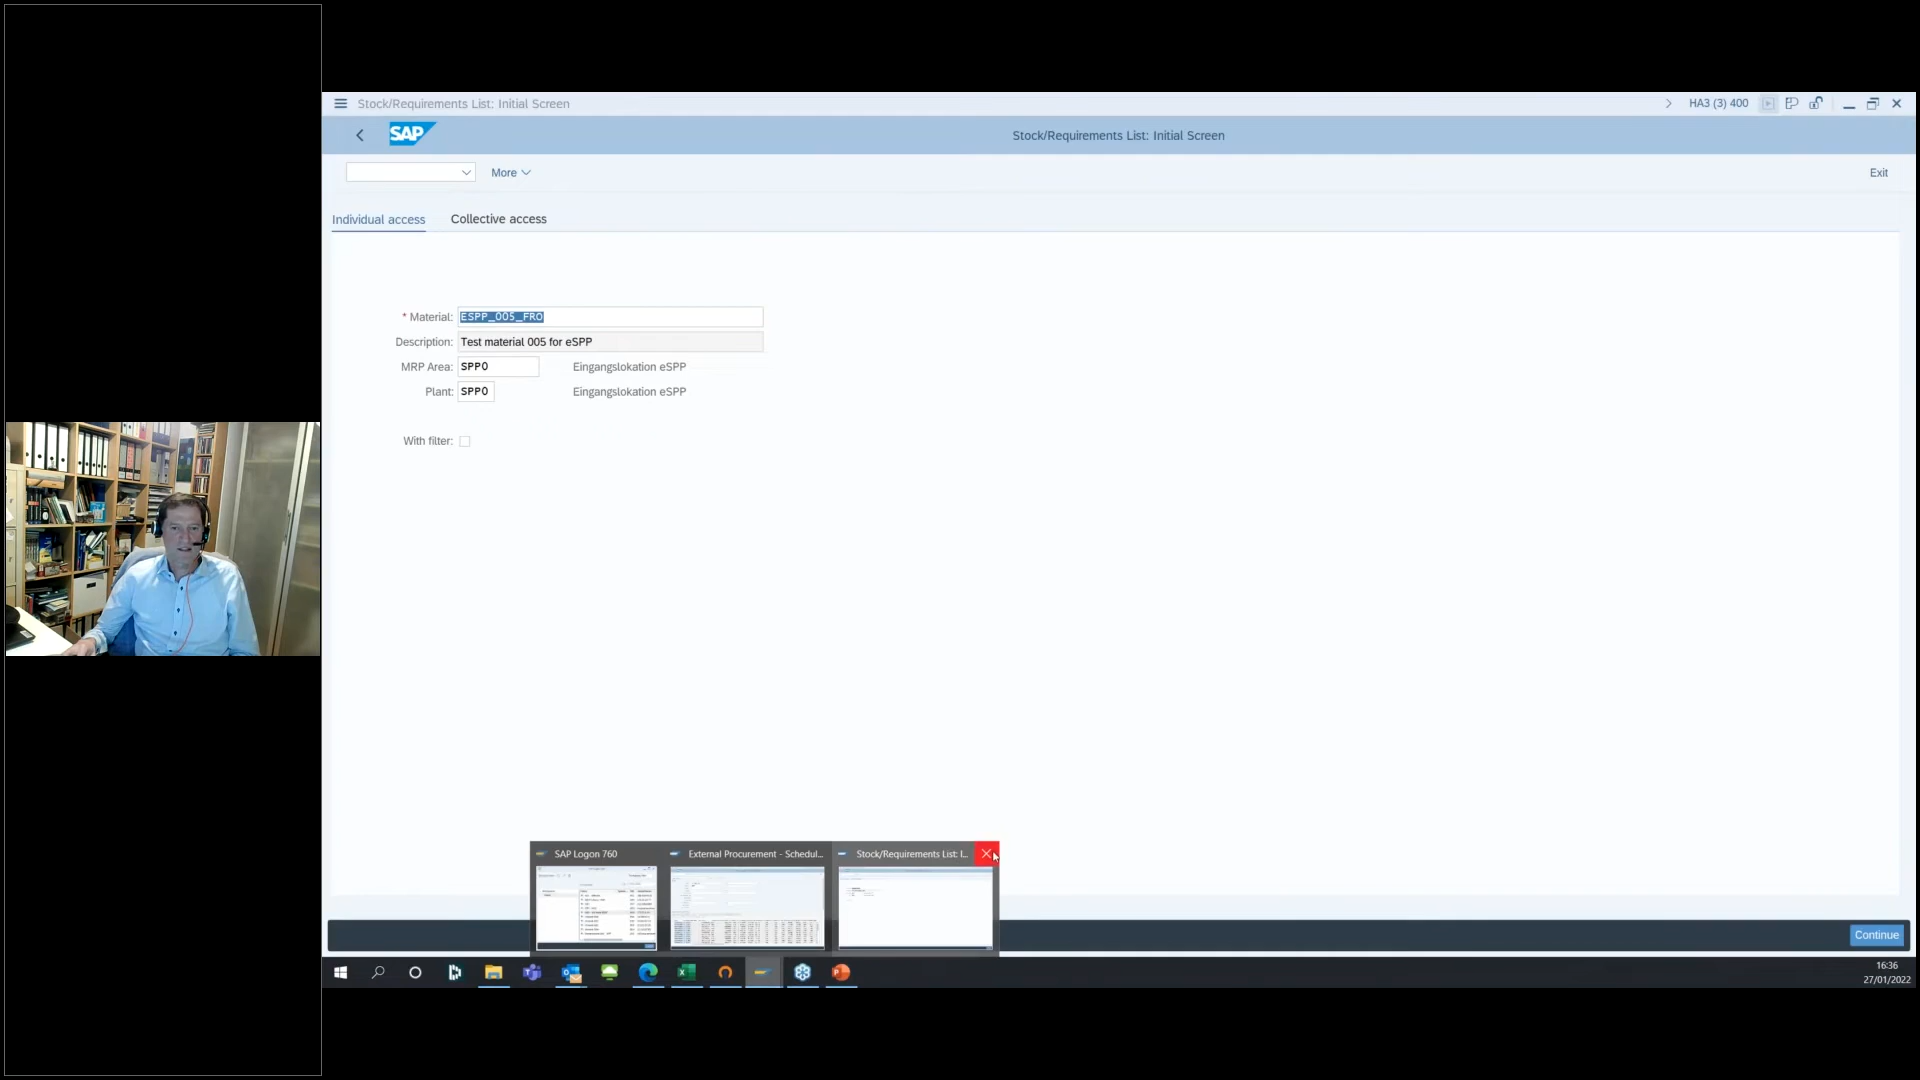 Stock/Requirements List: Initial Screen
HA3 (3) 400
SAP
Stock/Requirements List: Initial Screen
More
Exit
Individual access
Collective access
* Material: ESPP_005_FRO
Description: Test material 005 for eSPP
MRP Area: SPP0 Eingangslokation eSPP
Plant: SPP0 Eingangslokation eSPP
With filter:
SAP Logon 760
External Procurement - Schedul...
Stock/Requirements List: I...
Continue
16:36
27/01/2022